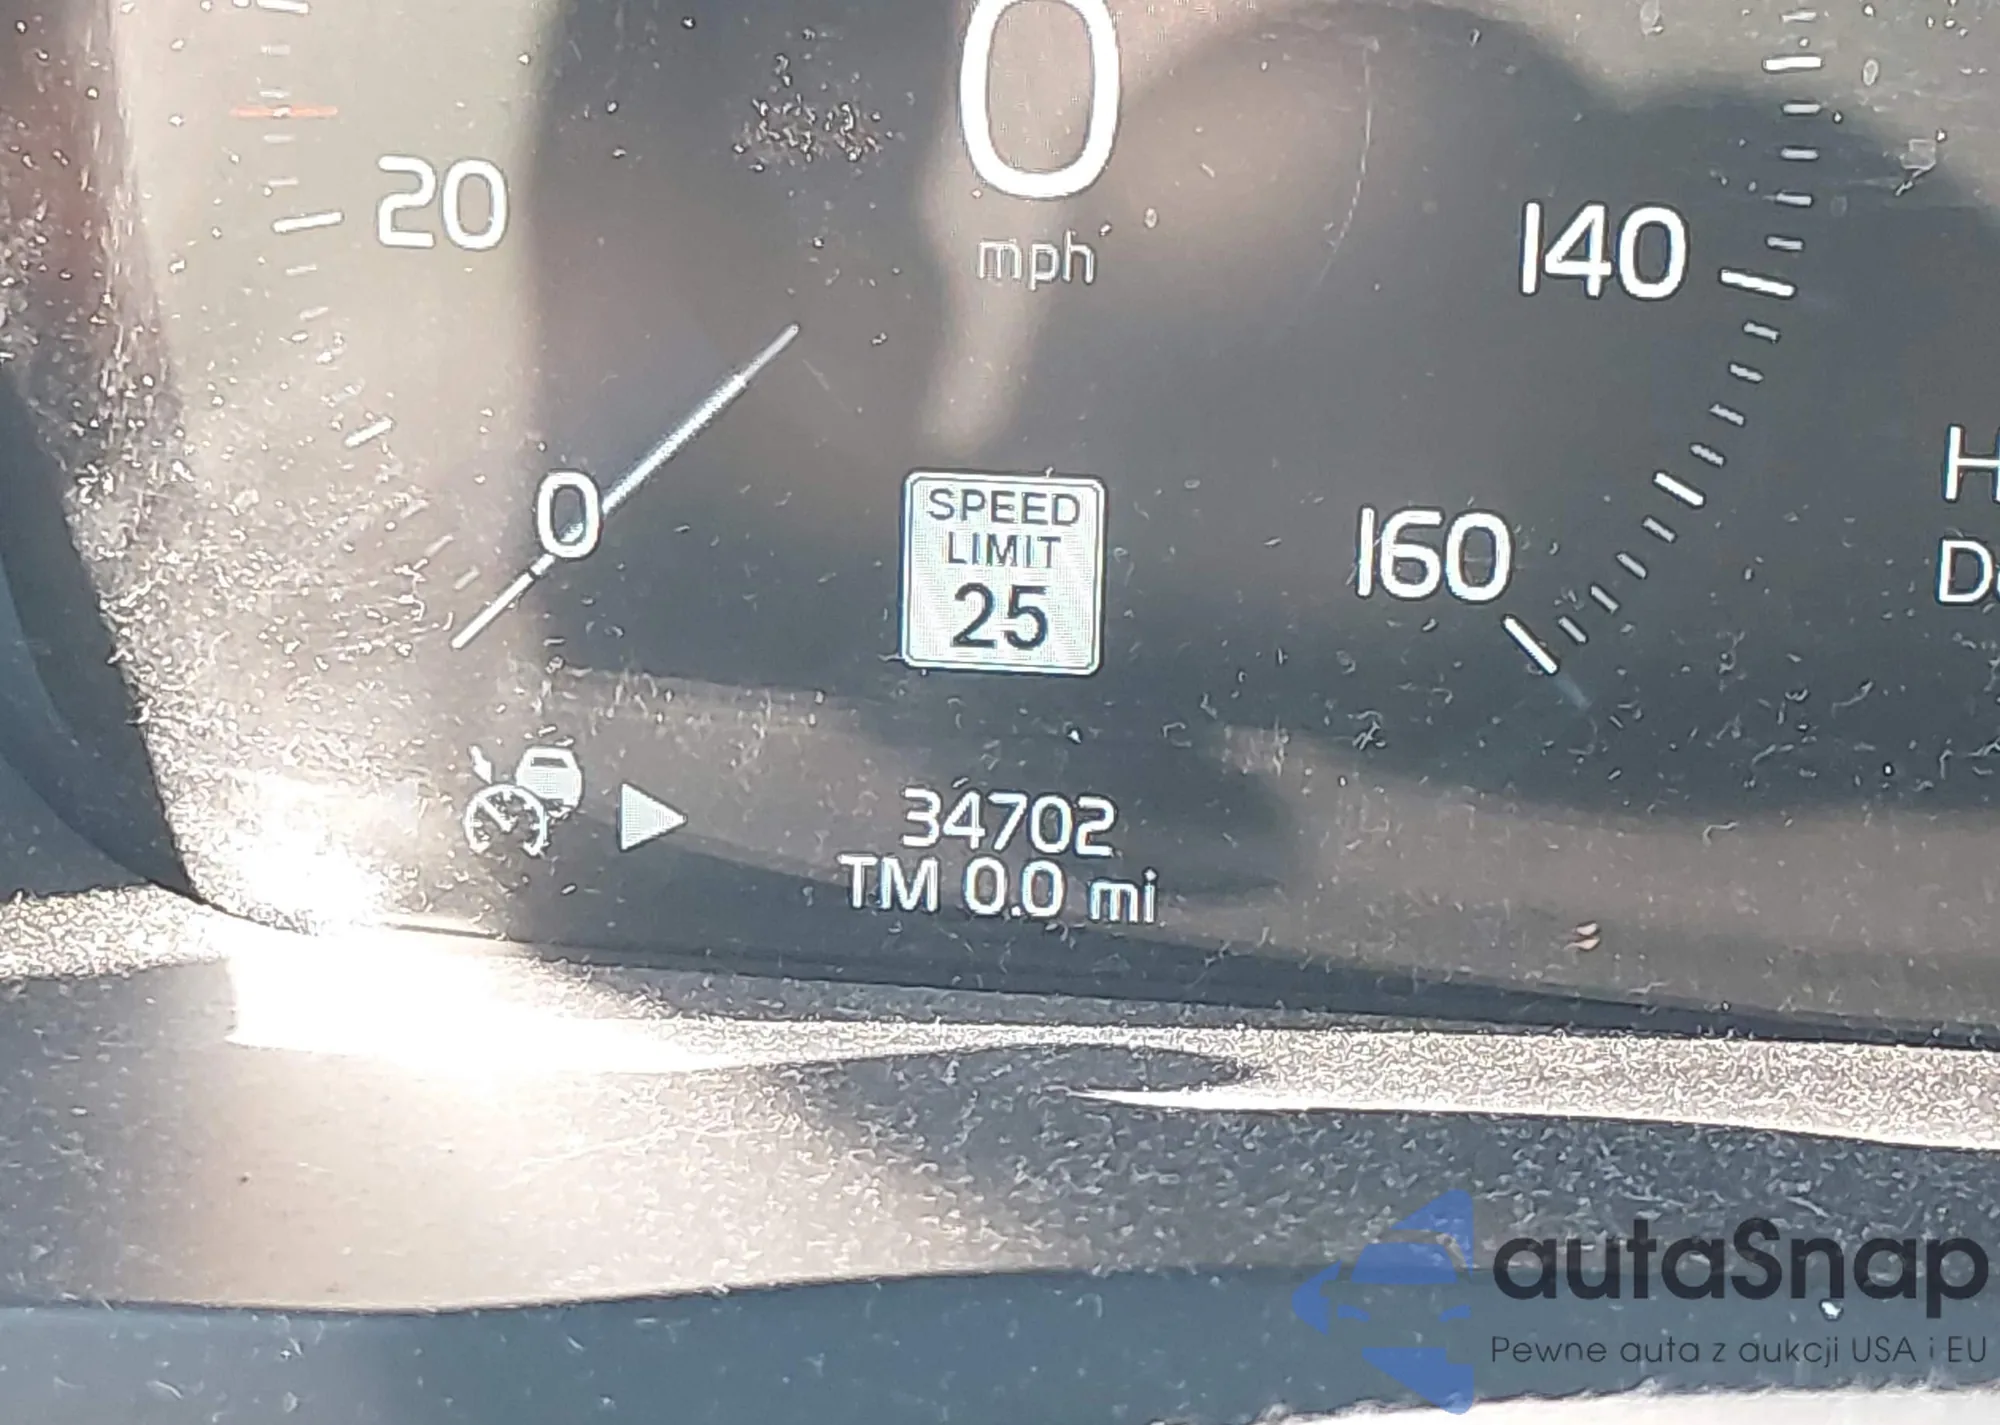 0
20
mph
140
0
SPEED
LIMIT
25
160
H
34702
TM 0.0 mi
autaSnap
Pewne auta z aukcji USA i EU